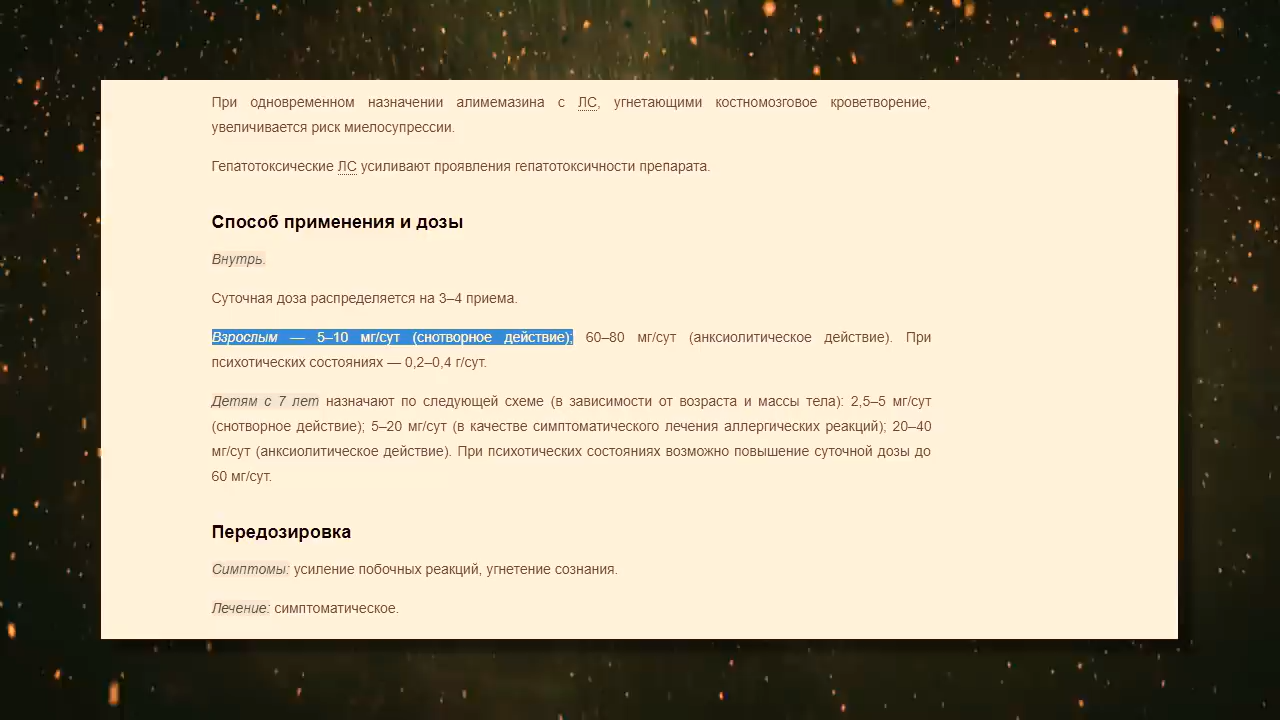 При одновременном назначении алимемазина с ЛС, угнетающими костномозговое кроветворение,
увеличивается риск миелосупрессии.
Гепатотоксические ЛС усиливают проявления гепатотоксичности препарата.
Способ применения и дозы
Внутрь.
Суточная доза распределяется на 3–4 приема.
Взрослым — 5–10 мг/сут (снотворное действие); 60–80 мг/сут (анксиолитическое действие). При
психотических состояниях — 0,2–0,4 г/сут.
Детям с 7 лет назначают по следующей схеме (в зависимости от возраста и массы тела): 2,5–5 мг/сут
(снотворное действие); 5–20 мг/сут (в качестве симптоматического лечения аллергических реакций); 20–40
мг/сут (анксиолитическое действие). При психотических состояниях возможно повышение суточной дозы до
60 мг/сут.
Передозировка
Симптомы: усиление побочных реакций, угнетение сознания.
Лечение: симптоматическое.